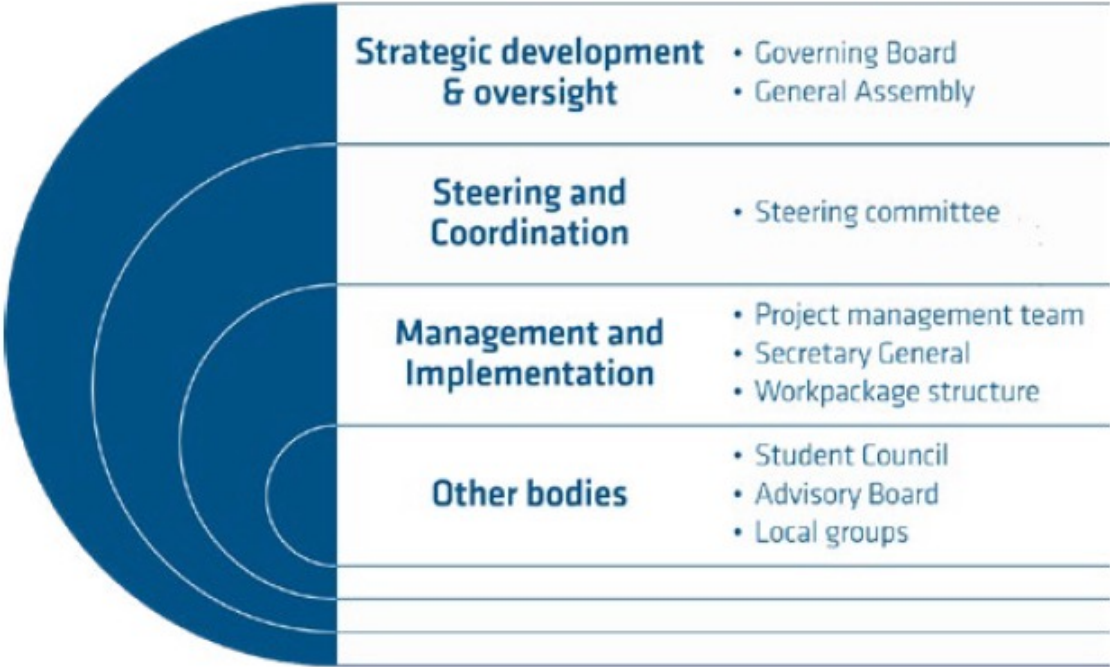 Strategic development
& oversight
• Governing Board
• General Assembly
Steering and
Coordination
• Steering committee
Management and
Implementation
• Project management team
• Secretary General
• Workpackage structure
Other bodies
• Student Council
• Advisory Board
• Local groups